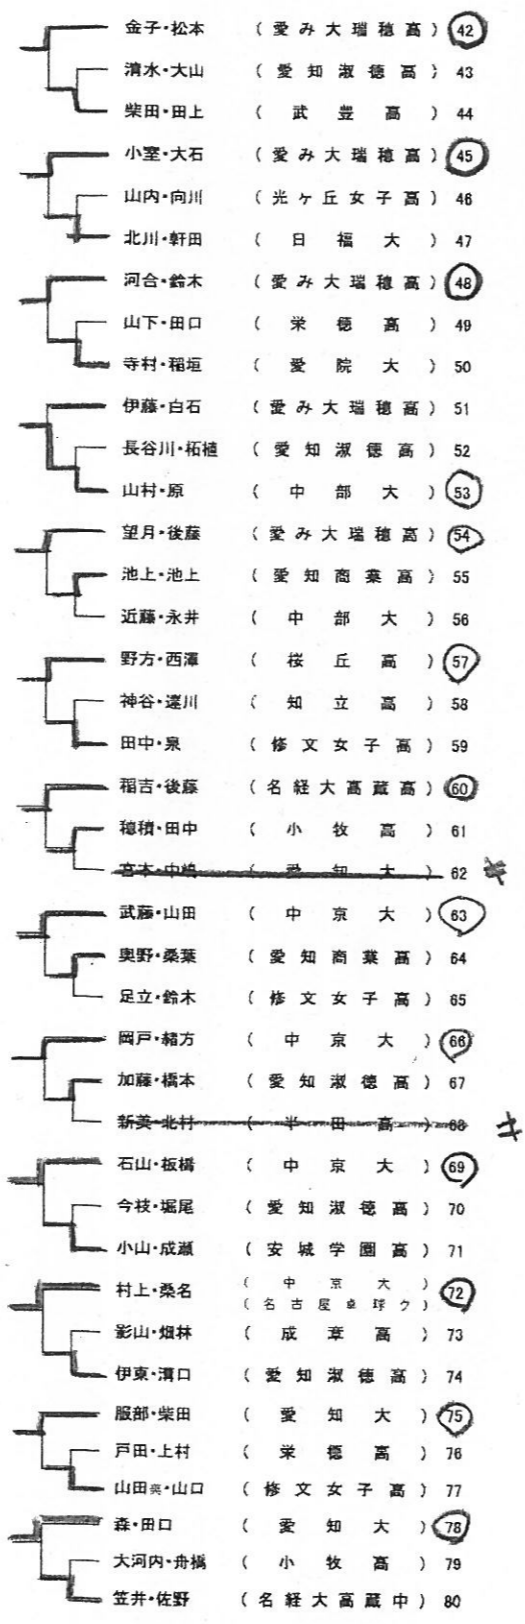 金子・松本 (愛み大瑞穂高) 42
清水・大山 (愛知淑徳高) 43
柴田・田上 (武豊高) 44
小室・大石 (愛み大瑞穂高) 45
山内・向川 (光ヶ丘女子高) 46
北川・軒田 (日福大) 47
河合・鈴木 (愛み大瑞穂高) 48
山下・田口 (栄徳高) 49
寺村・稲垣 (愛院大) 50
伊藤・白石 (愛み大瑞穂高) 51
長谷川・柘植 (愛知淑徳高) 52
山村・原 (中部大) 53
望月・後藤 (愛み大瑞穂高) 54
池上・池上 (愛知商業高) 55
近藤・永井 (中部大) 56
野方・西澤 (桜丘高) 57
神谷・遠川 (知立高) 58
田中・泉 (修文女子高) 59
稲吉・後藤 (名経大高蔵高) 60
穂積・田中 (小牧高) 61
宮本・中嶋 (愛知大) 62 キ
武藤・山田 (中京大) 63
奥野・桑葉 (愛知商業高) 64
足立・鈴木 (修文女子高) 65
岡戸・緒方 (中京大) 66
加藤・橋本 (愛知淑徳高) 67
新美・北村 (半田高) 68 キ
石山・板橋 (中京大) 69
今枝・堀尾 (愛知淑徳高) 70
小山・成瀬 (安城学園高) 71
村上・桑名 (中京大) (名古屋卓球ク) 72
影山・畑林 (成章高) 73
伊東・溝口 (愛知淑徳高) 74
服部・柴田 (愛知大) 75
戸田・上村 (栄徳高) 76
山田奐・山口 (修文女子高) 77
森・田口 (愛知大) 78
大河内・舟橋 (小牧高) 79
笠井・佐野 (名経大高蔵中) 80